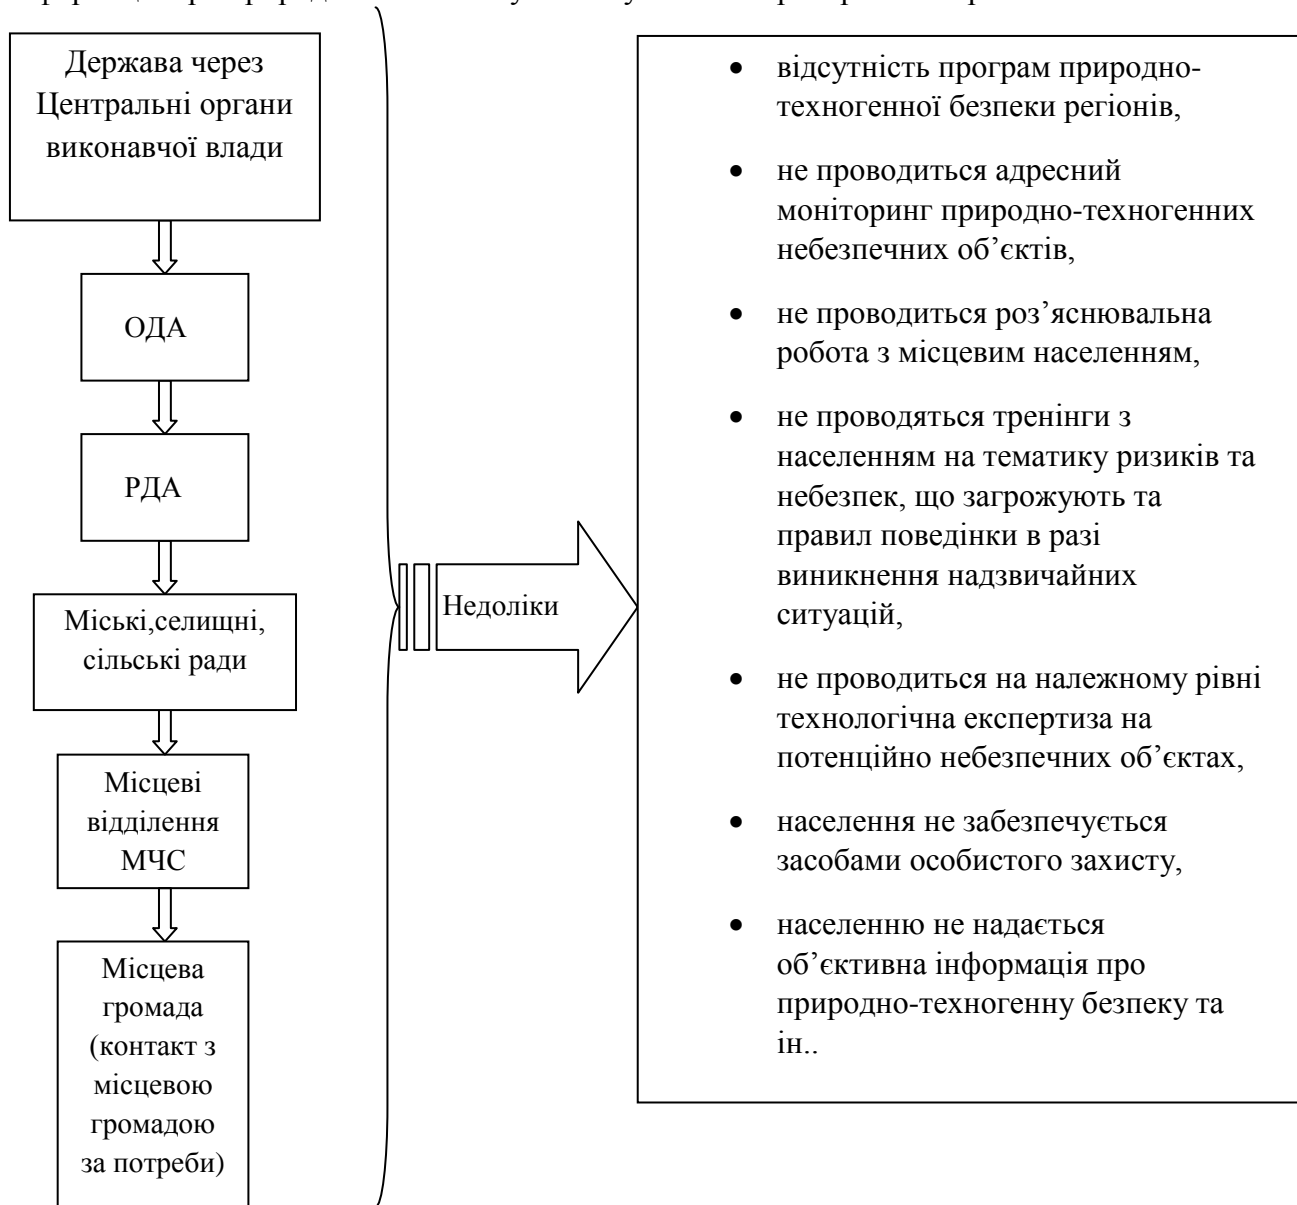 Держава через
Центральні органи
виконавчої влади
ОДА
РДА
Міські,селищні,
сільські ради
Місцеві
відділення
МЧС
Місцева
громада
(контакт з
місцевою
громадою
за потреби)
Недоліки
• відсутність програм природно-
техногенної безпеки регіонів,
• не проводиться адресний
моніторинг природно-техногенних
небезпечних об’єктів,
• не проводиться роз’яснювальна
робота з місцевим населенням,
• не проводяться тренінги з
населенням на тематику ризиків та
небезпек, що загрожують та
правил поведінки в разі
виникнення надзвичайних
ситуацій,
• не проводиться на належному рівні
технологічна експертиза на
потенційно небезпечних об’єктах,
• населення не забезпечується
засобами особистого захисту,
• населенню не надається
об’єктивна інформація про
природно-техногенну безпеку та
ін..